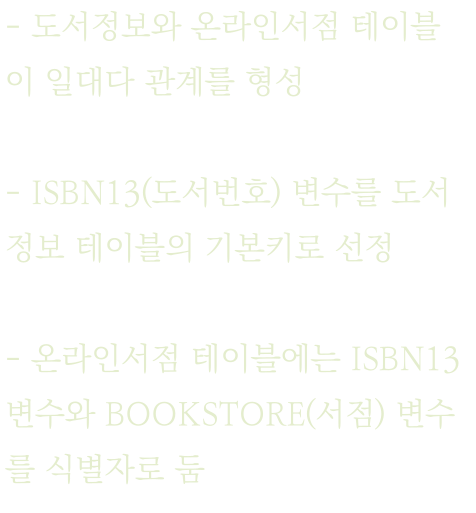 - 도서정보와 온라인서점 테이블
이 일대다 관계를 형성
- ISBN13(도서번호) 변수를 도서
정보 테이블의 기본키로 선정
- 온라인서점 테이블에는 ISBN13
변수와 BOOKSTORE(서점) 변수
를 식별자로 둠